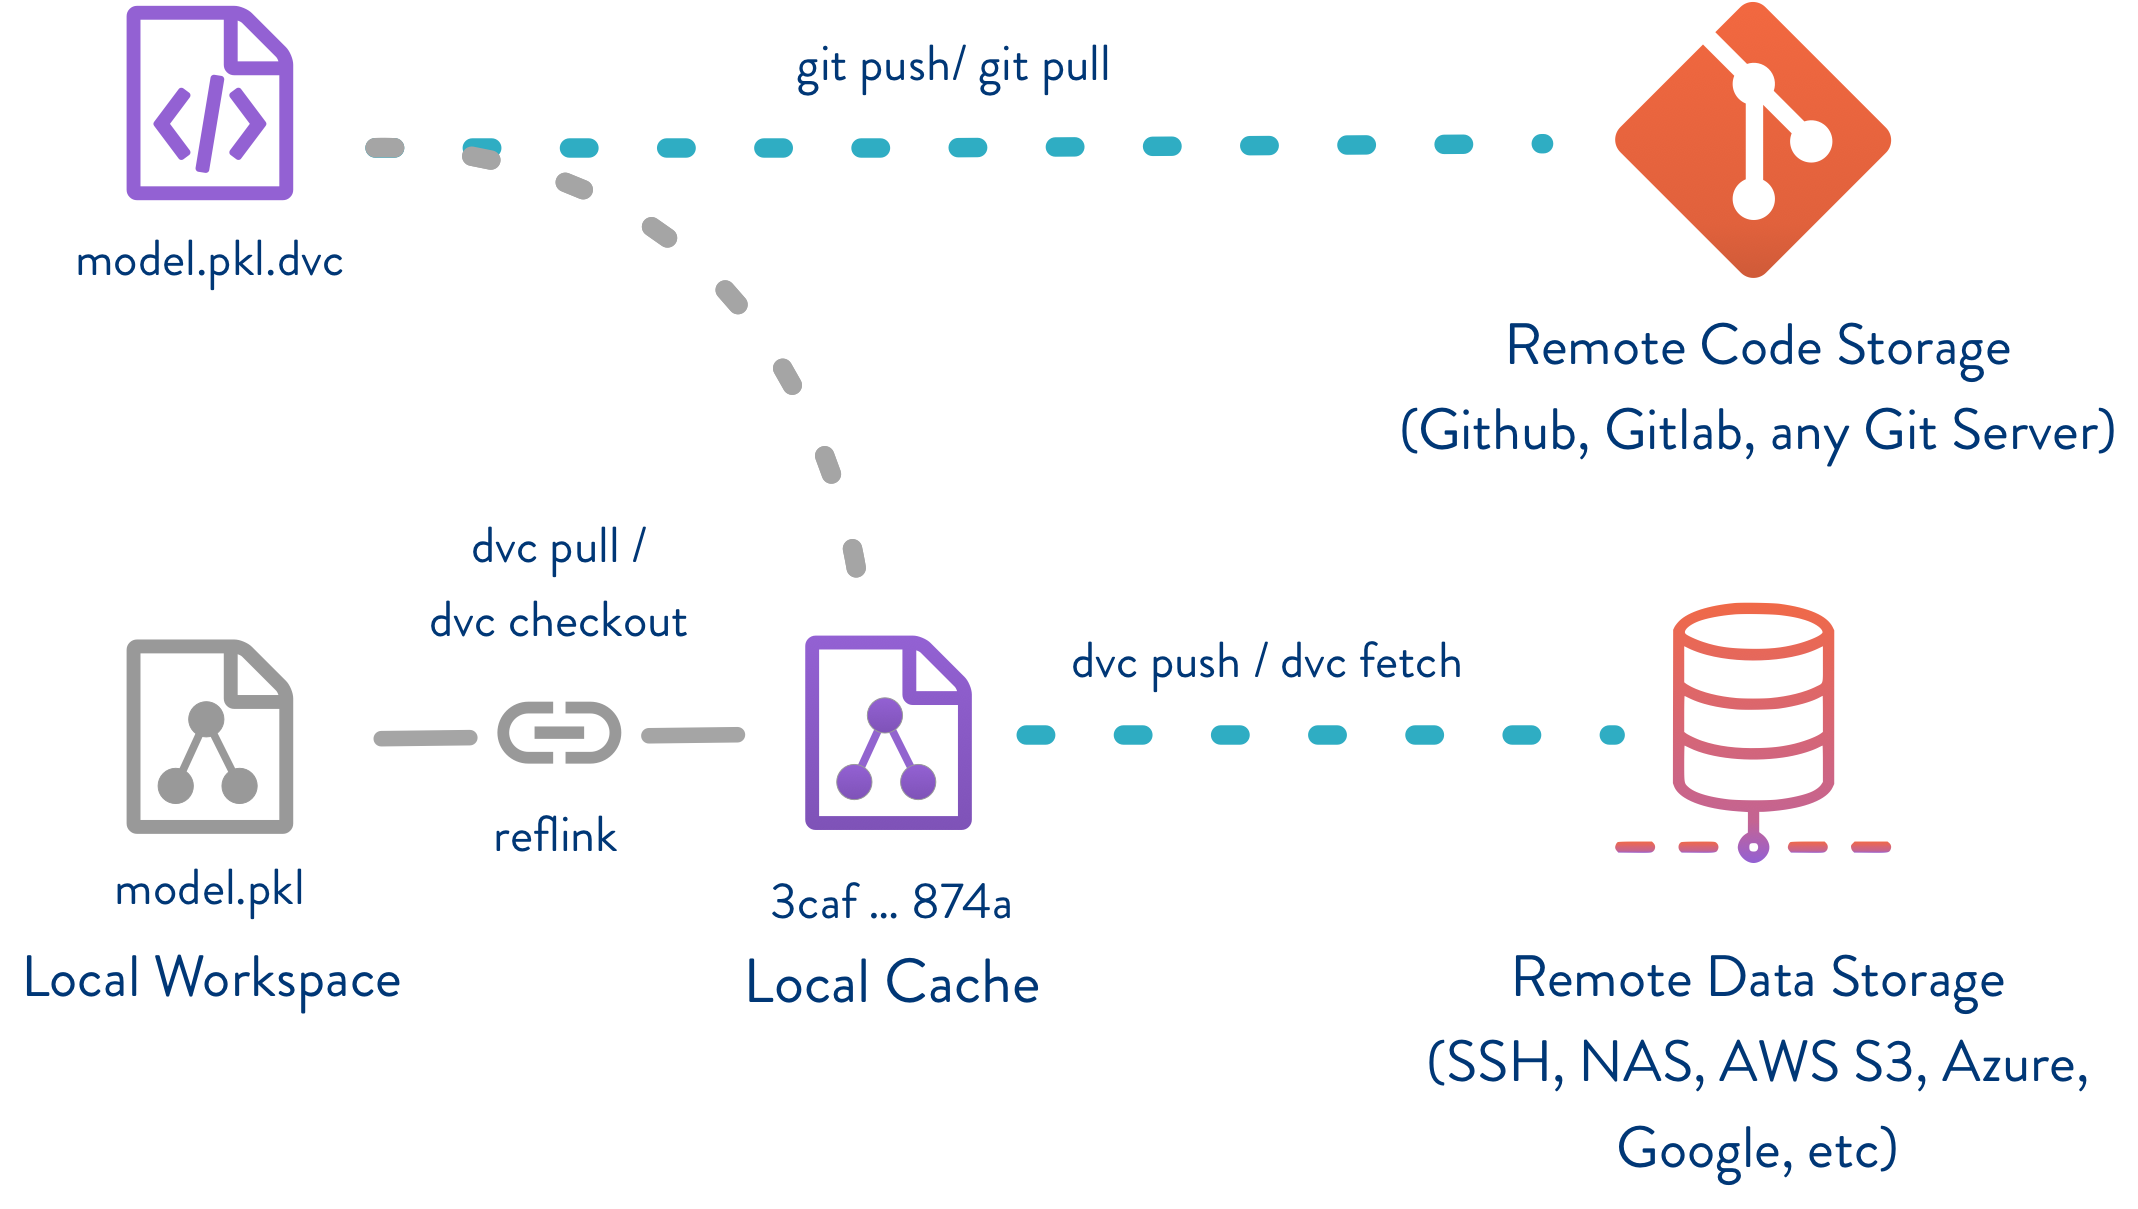 git push/ git pull
model.pkl.dvc
Remote Code Storage
(Github, Gitlab, any Git Server)
dvc pull /
dvc checkout
dvc push / dvc fetch
reflink
model.pkl
3caf ... 874a
Local Workspace
Local Cache
Remote Data Storage
(SSH, NAS, AWS S3, Azure,
Google, etc)